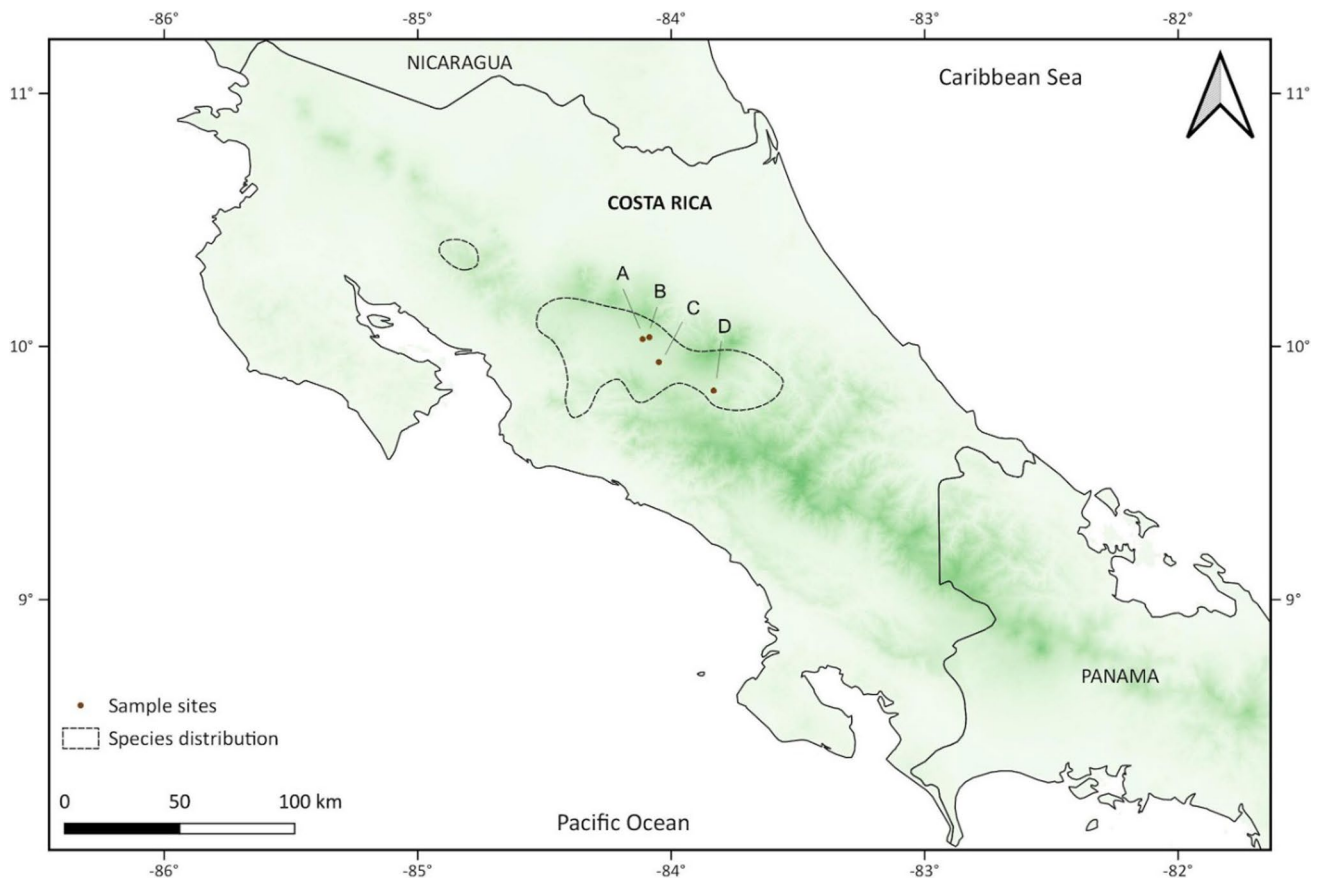 -86° -85° -84° -83° -82°
NICARAGUA
Caribbean Sea
11° 11°
COSTA RICA
A
B
C
D
10° 10°
9° 9°
PANAMA
Sample sites
Species distribution
0 50 100 km
Pacific Ocean
-86° -85° -84° -83° -82°